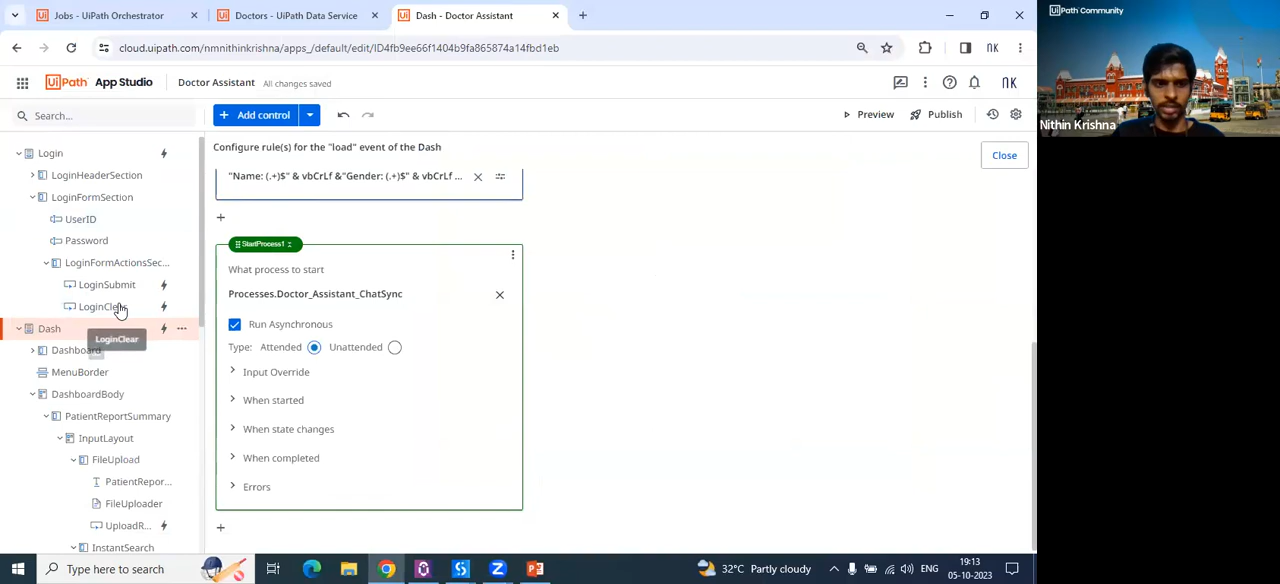 Jobs - UiPath Orchestrator
Doctors - UiPath Data Servi
Dash - Doctor Assistant
cloud.uipath.com/nmnithinkrishna/apps_/default/edit/ID4fb9ee66f1404b9fa865874a14fbd1eb
NK
UiPath App Studio
Doctor Assistant
All changes saved
NK
Search...
Add control
Preview
Publish
Configure rule(s) for the "load" event of the Dash
Close
"Name: (.+)$" & vbCrLf &"Gender: (.+)$" & vbCrLf ...
StartProcess1
What process to start
Processes.Doctor_Assistant_ChatSync
Run Asynchronous
Type: Attended Unattended
Input Override
When started
When state changes
When completed
Errors
Login
LoginHeaderSection
LoginFormSection
UserID
Password
LoginFormActionsSec...
LoginSubmit
LoginCle
Dash
LoginClear
Dashboard
MenuBorder
DashboardBody
PatientReportSummary
InputLayout
FileUpload
PatientRepor...
FileUploader
UploadR...
InstantSearch
UiPath Community
Nithin Krishna
Type here to search
32°C Partly cloudy
ENG
19:13
05-10-2023